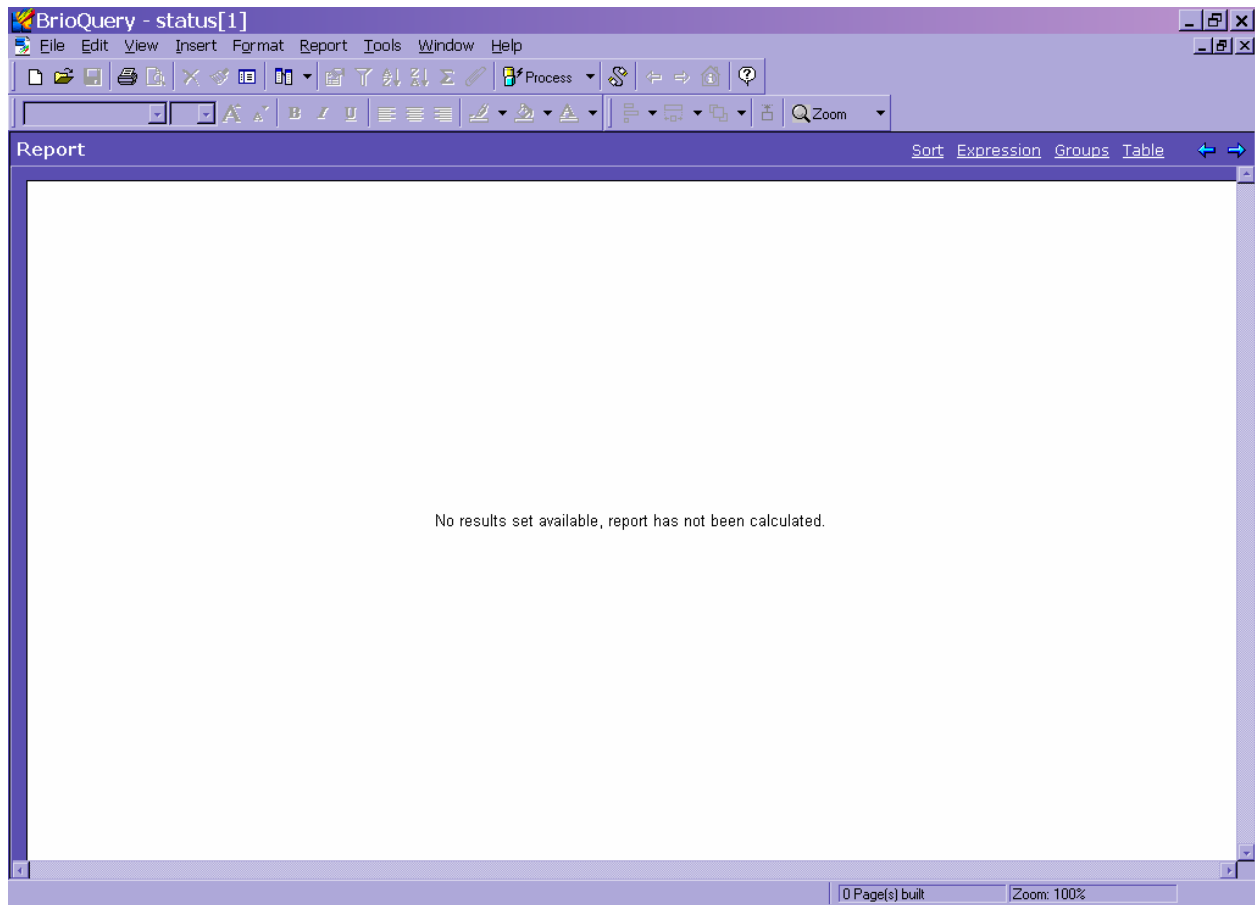 BrioQuery - status[1]
File Edit View Insert Format Report Tools Window Help
Process
B I U Zoom
Report Sort Expression Groups Table
No results set available, report has not been calculated.
0 Page(s) built Zoom: 100%